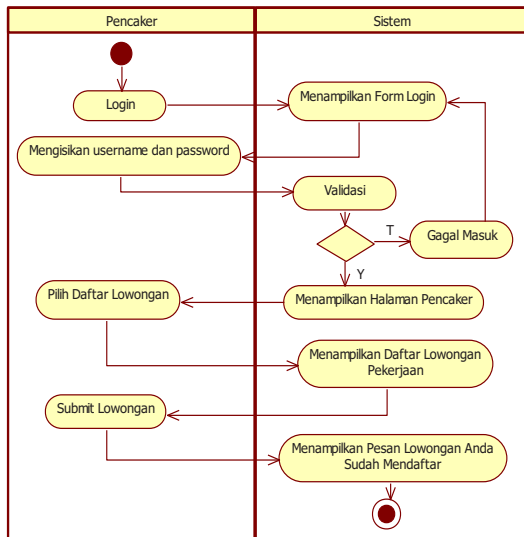 Pencaker
Sistem
Login
Menampilkan Form Login
Mengisikan username dan password
Validasi
T
Gagal Masuk
Y
Pilih Daftar Lowongan
Menampilkan Halaman Pencaker
Menampilkan Daftar Lowongan
Pekerjaan
Submit Lowongan
Menampilkan Pesan Lowongan Anda
Sudah Mendaftar